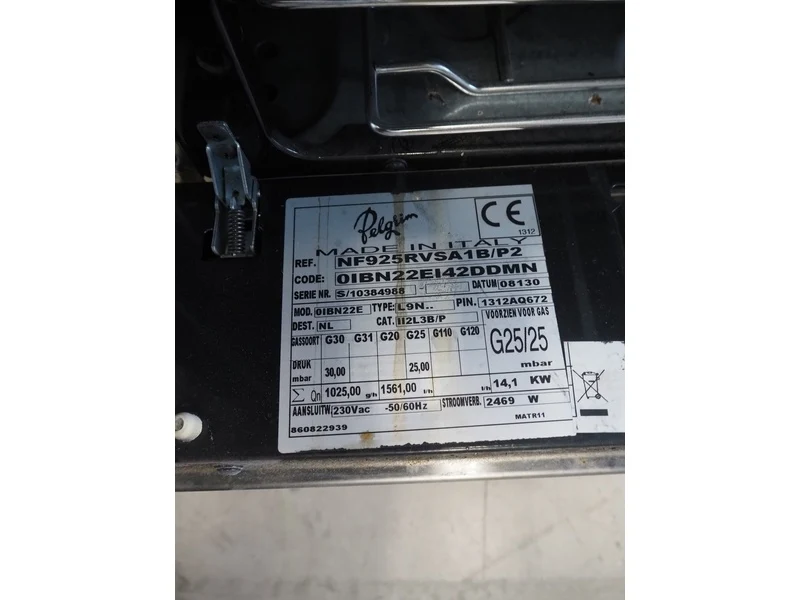 Pelgrim
CE
1312
MADE IN ITALY
REF. NF925RVSA1B/P2
CODE: 0IBN22EI42DDMN
SERIE NR. S/10384988 - DATUM 08130
MOD. 0IBN22E TYPE: L9N.. PIN. 1312AQ672
DEST. NL CAT. II2L3B/P VOORZIEN VOOR GAS
GASSOORT G30 G31 G20 G25 G110 G120 G25/25
DRUK mbar 30,00 25,00 mbar
Σ Qn 1025,00 g/h 1561,00 l/h l/h 14,1 KW
AANSLUITW. 230Vac -50/60Hz STROOMVERB. 2469 W
860822939 MATR11